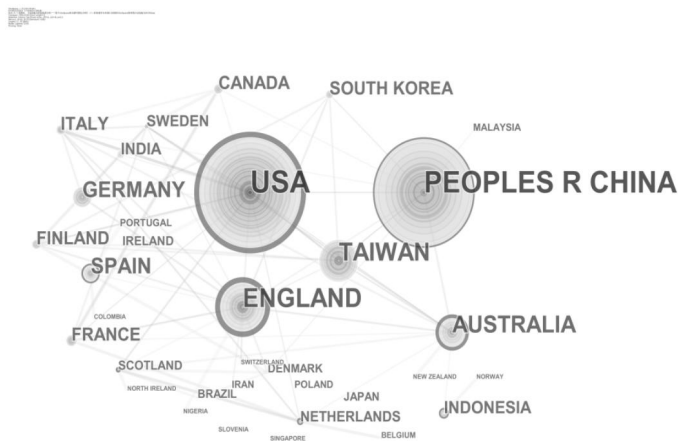 CANADA
SOUTH KOREA
ITALY
SWEDEN
MALAYSIA
INDIA
USA
PEOPLES R CHINA
GERMANY
PORTUGAL
FINLAND
IRELAND
TAIWAN
SPAIN
ENGLAND
COLOMBIA
AUSTRALIA
FRANCE
SCOTLAND
SWITZERLAND
DENMARK
NEW ZEALAND
NORWAY
NORTH IRELAND
IRAN
POLAND
BRAZIL
JAPAN
NIGERIA
INDONESIA
NETHERLANDS
SLOVENIA
SINGAPORE
BELGIUM